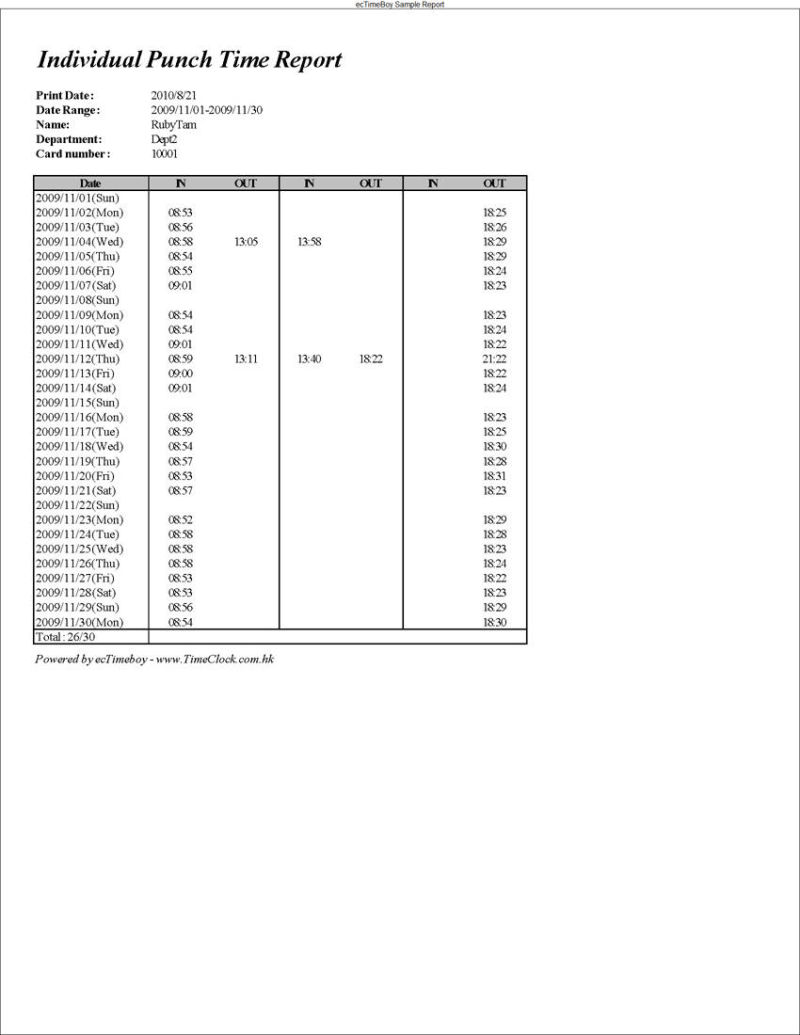 ecTimeBoy Sample Report
Individual Punch Time Report
Print Date: 2010/8/21
Date Range: 2009/11/01-2009/11/30
Name: RubyTam
Department: Dept2
Card number: 10001
Date IN OUT IN OUT IN OUT
2009/11/01(Sun)
2009/11/02(Mon) 08:53 18:25
2009/11/03(Tue) 08:56 18:26
2009/11/04(Wed) 08:58 13:05 13:58 18:29
2009/11/05(Thu) 08:54 18:29
2009/11/06(Fri) 08:55 18:24
2009/11/07(Sat) 09:01 18:23
2009/11/08(Sun)
2009/11/09(Mon) 08:54 18:23
2009/11/10(Tue) 08:54 18:24
2009/11/11(Wed) 09:01 18:22
2009/11/12(Thu) 08:59 13:11 13:40 18:22 21:22
2009/11/13(Fri) 09:00 18:22
2009/11/14(Sat) 09:01 18:24
2009/11/15(Sun)
2009/11/16(Mon) 08:58 18:23
2009/11/17(Tue) 08:59 18:25
2009/11/18(Wed) 08:54 18:30
2009/11/19(Thu) 08:57 18:28
2009/11/20(Fri) 08:53 18:31
2009/11/21(Sat) 08:57 18:23
2009/11/22(Sun)
2009/11/23(Mon) 08:52 18:29
2009/11/24(Tue) 08:58 18:28
2009/11/25(Wed) 08:58 18:23
2009/11/26(Thu) 08:58 18:24
2009/11/27(Fri) 08:53 18:22
2009/11/28(Sat) 08:53 18:23
2009/11/29(Sun) 08:56 18:29
2009/11/30(Mon) 08:54 18:30
Total : 26/30
Powered by ecTimeboy - www.TimeClock.com.hk